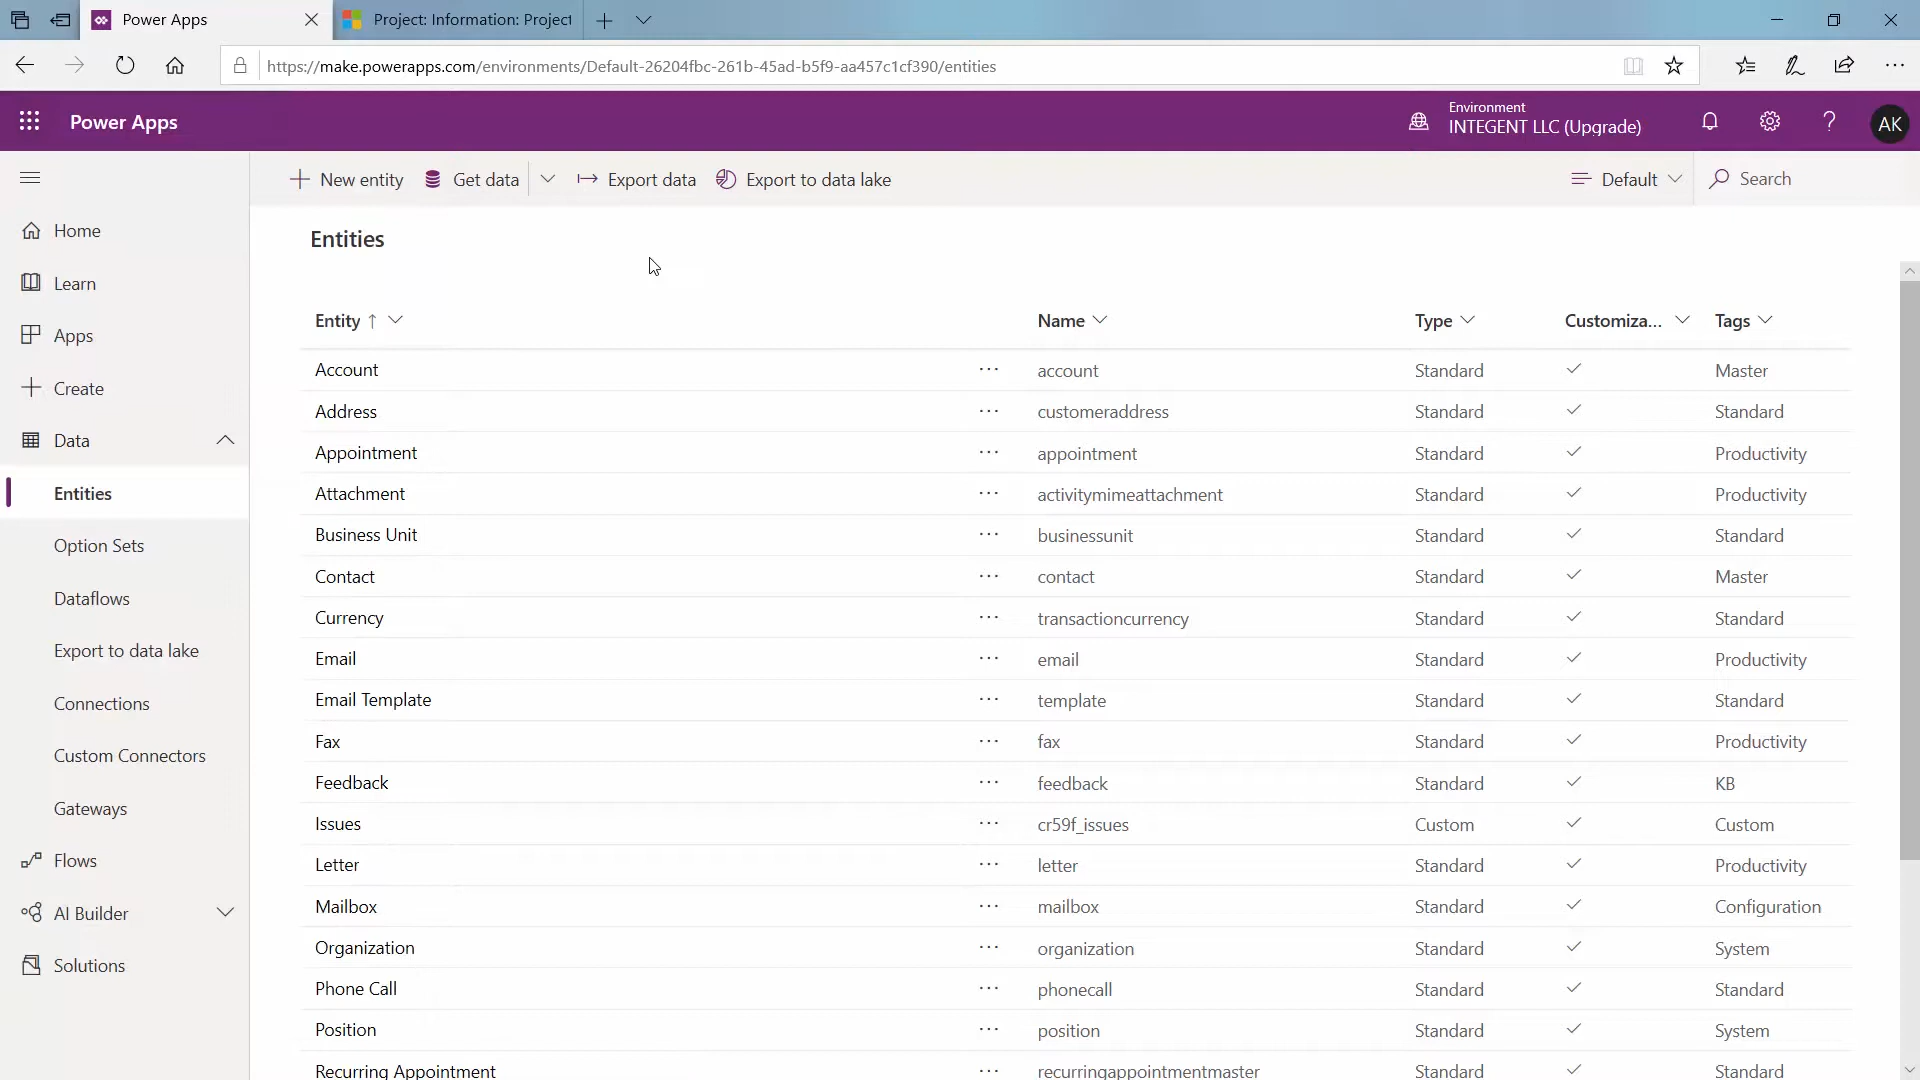 Power Apps
Project: Information: Project
https://make.powerapps.com/environments/Default-26204fbc-261b-45ad-b5f9-aa457c1cf390/entities
Power Apps
Environment
INTEGENT LLC (Upgrade)
?
AK
New entity
Get data
Export data
Export to data lake
Default
Search
Home
Learn
Apps
Create
Data
Entities
Option Sets
Dataflows
Export to data lake
Connections
Custom Connectors
Gateways
Flows
AI Builder
Solutions
Entities
Entity Name Type Customiza... Tags
Account ... account Standard Master
Address ... customeraddress Standard Standard
Appointment ... appointment Standard Productivity
Attachment ... activitymimeattachment Standard Productivity
Business Unit ... businessunit Standard Standard
Contact ... contact Standard Master
Currency ... transactioncurrency Standard Standard
Email ... email Standard Productivity
Email Template ... template Standard Standard
Fax ... fax Standard Productivity
Feedback ... feedback Standard KB
Issues ... cr59f_issues Custom Custom
Letter ... letter Standard Productivity
Mailbox ... mailbox Standard Configuration
Organization ... organization Standard System
Phone Call ... phonecall Standard Standard
Position ... position Standard System
Recurring Appointment ... recurringappointmentmaster Standard Standard